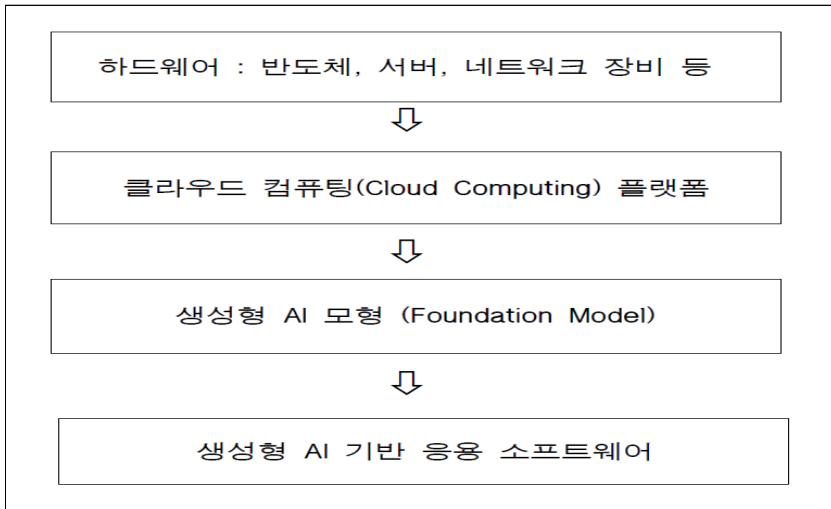 하드웨어 : 반도체, 서버, 네트워크 장비 등
클라우드 컴퓨팅(Cloud Computing) 플랫폼
생성형 AI 모형 (Foundation Model)
생성형 AI 기반 응용 소프트웨어